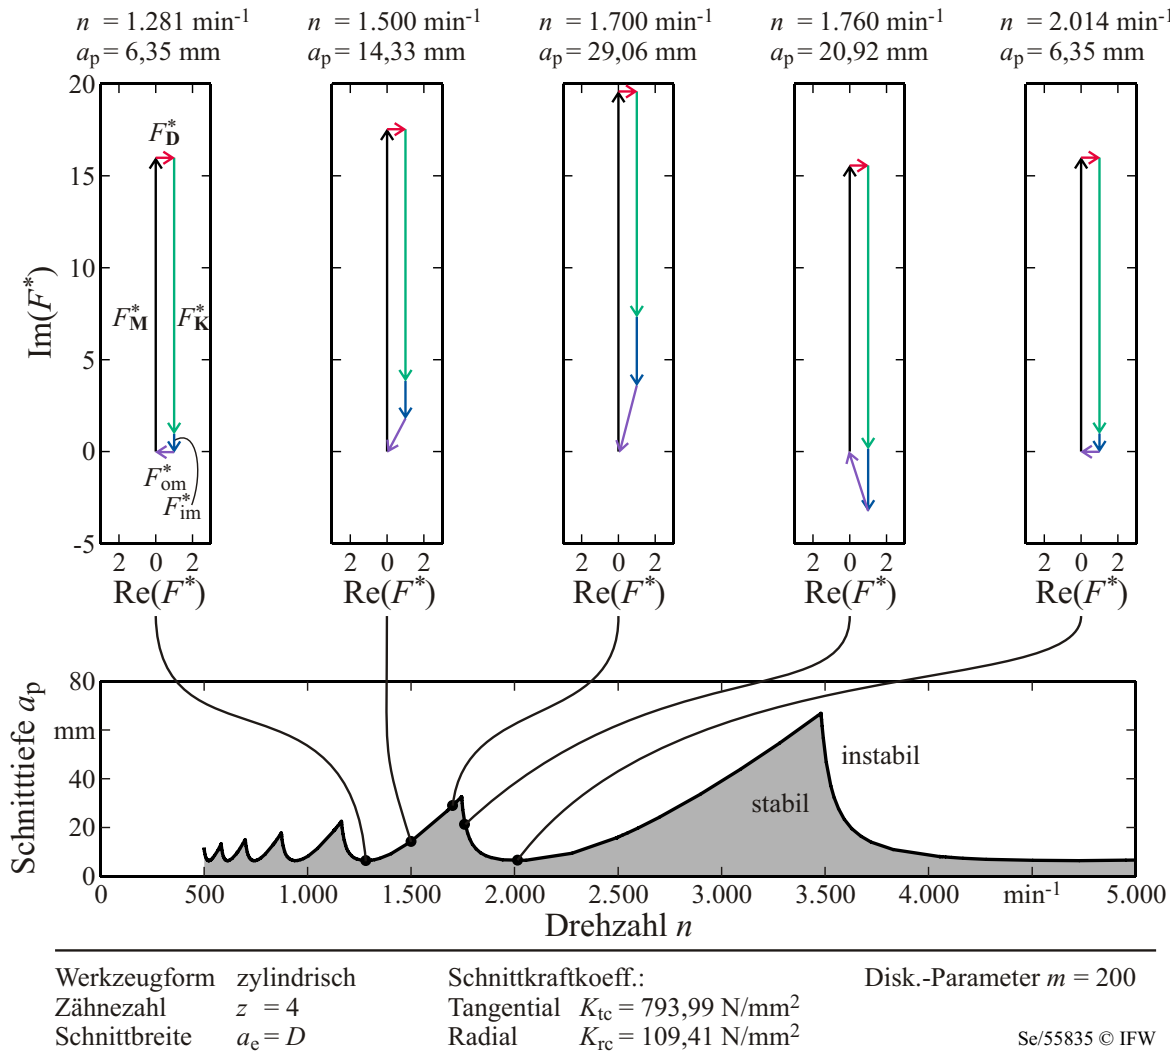 n = 1.281 min-1 n = 1.500 min-1 n = 1.700 min-1 n = 1.760 min-1 n = 2.014 min-1
ap = 6,35 mm ap = 14,33 mm ap = 29,06 mm ap = 20,92 mm ap = 6,35 mm
20
15
10
5
0
-5
Im(F*)
F*D
F*M
F*K
F*om
F*im
2 0 2 2 0 2 2 0 2 2 0 2 2 0 2
Re(F*) Re(F*) Re(F*) Re(F*) Re(F*)
Schnitttiefe ap
80
mm
40
20
0
instabil
stabil
0 500 1.000 1.500 2.000 2.500 3.000 3.500 4.000 min-1 5.000
Drehzahl n
Werkzeugform zylindrisch Schnittkraftkoeff.: Disk.-Parameter m = 200
Zähnezahl z = 4 Tangential Ktc = 793,99 N/mm2
Schnittbreite ae = D Radial Krc = 109,41 N/mm2 Se/55835 © IFW